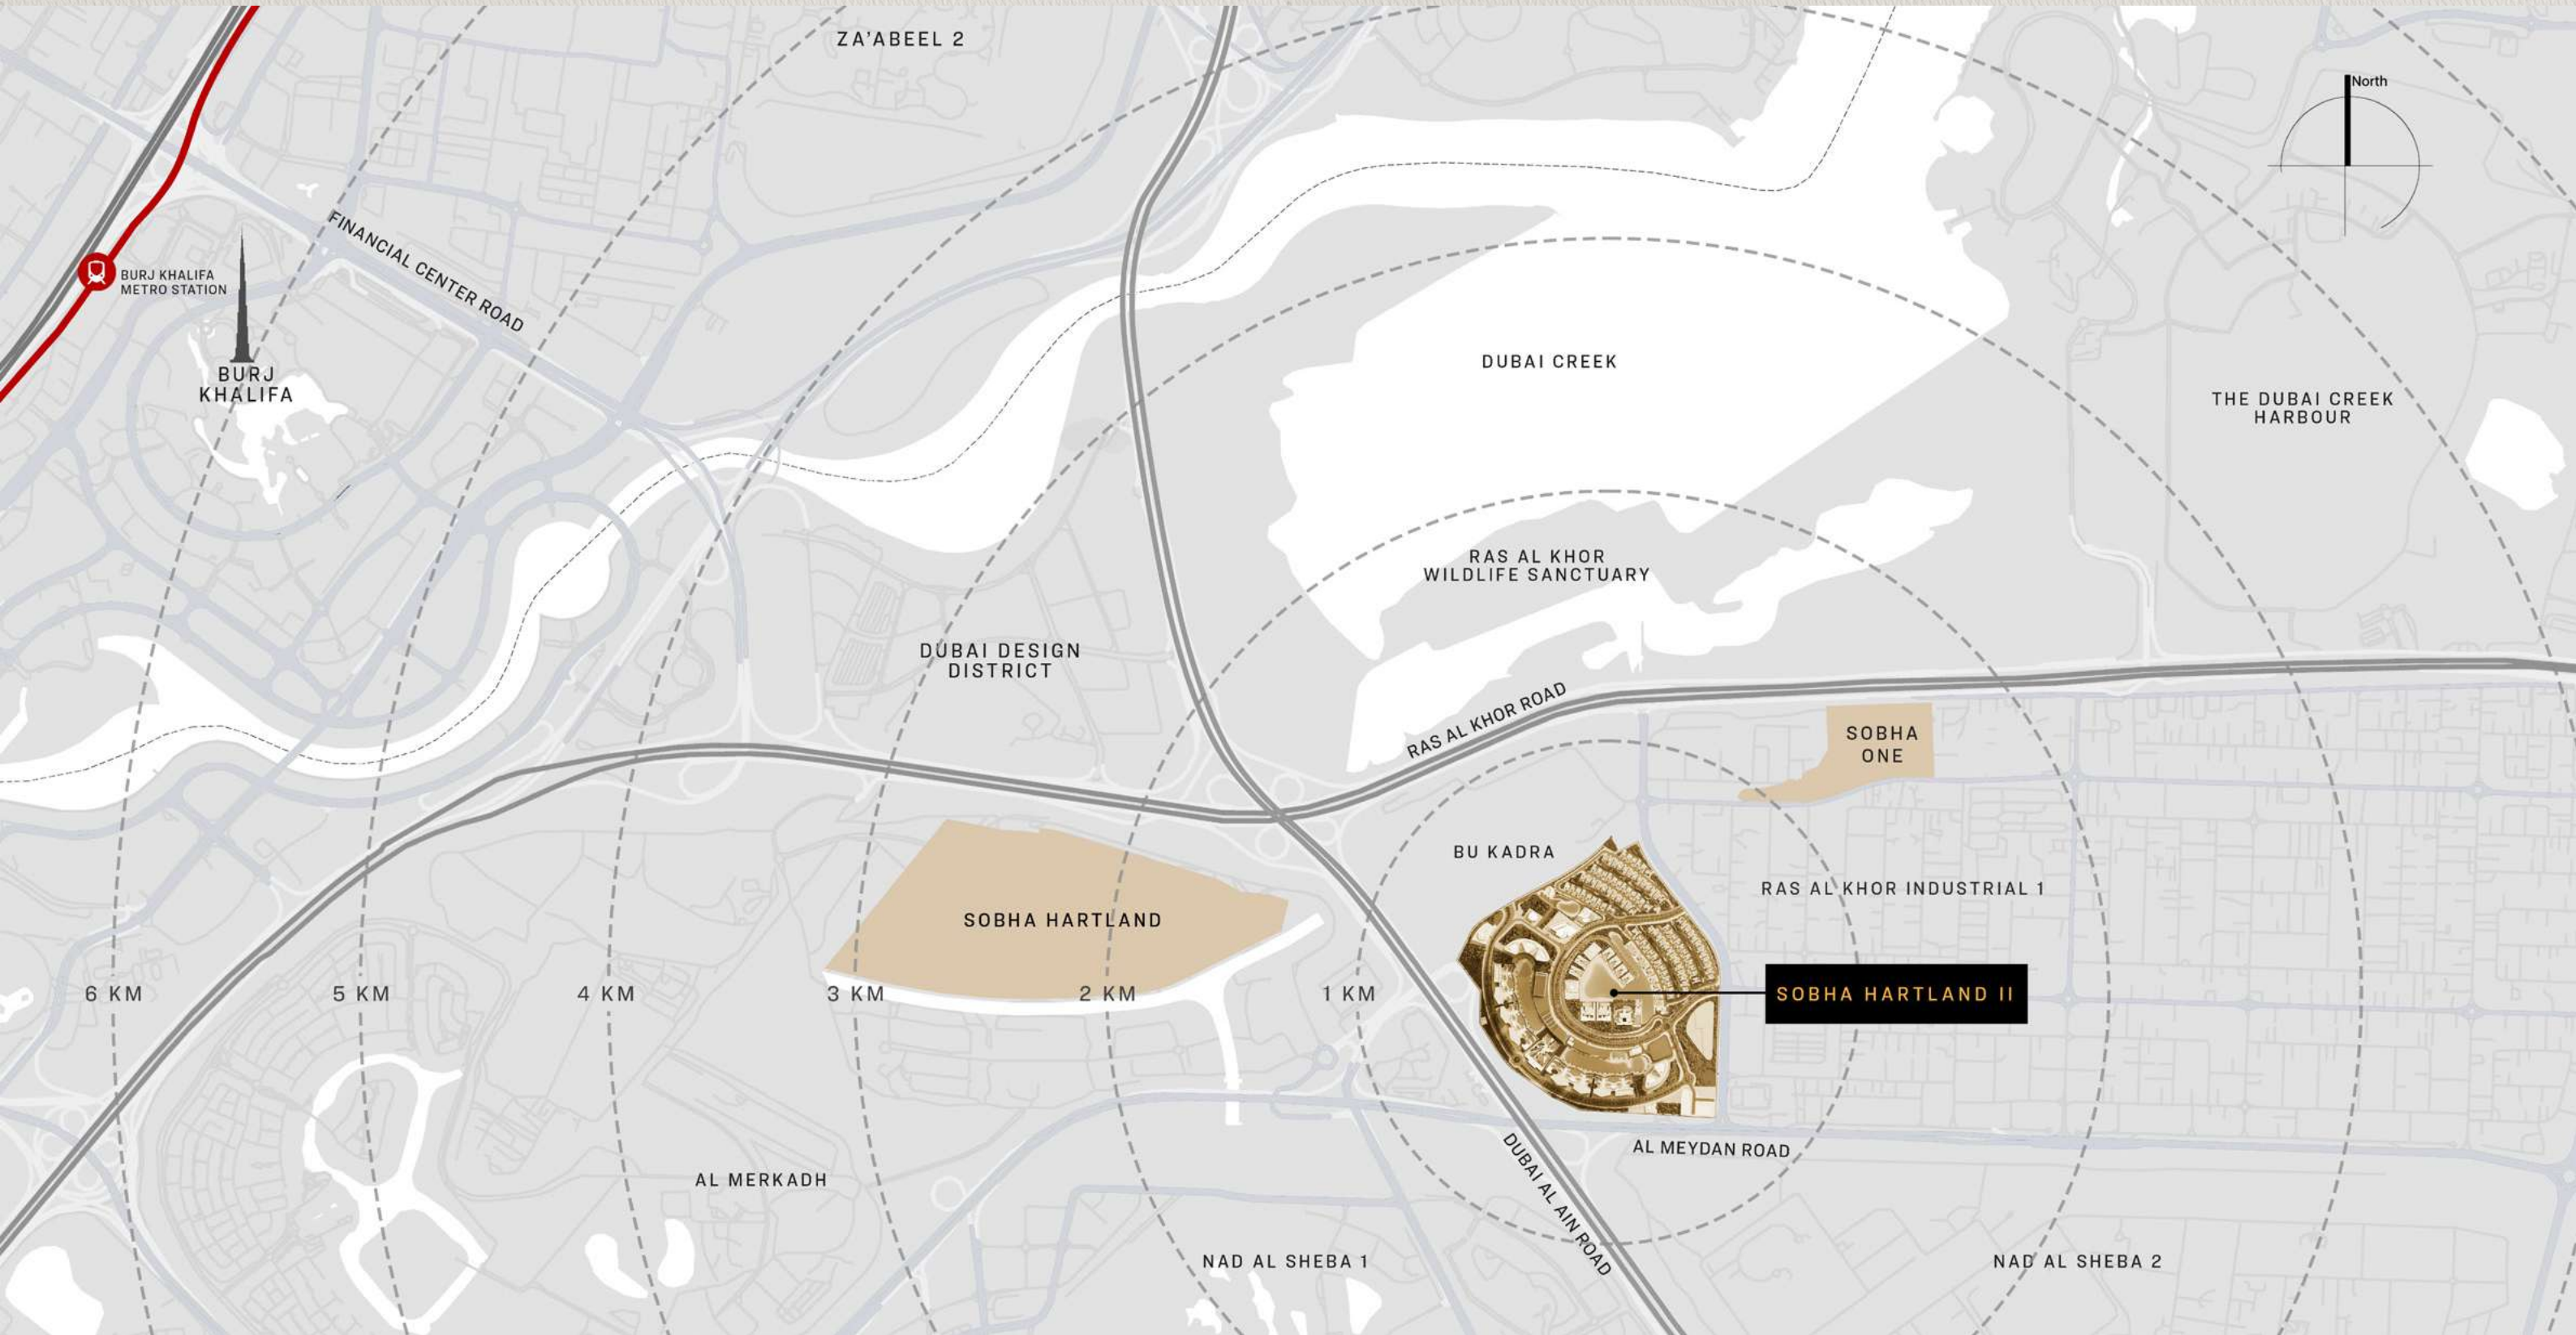 ZA'ABEEL 2
North
FINANCIAL CENTER ROAD
BURJ KHALIFA
METRO STATION
BURJ
KHALIFA
DUBAI CREEK
THE DUBAI CREEK
HARBOUR
RAS AL KHOR
WILDLIFE SANCTUARY
DUBAI DESIGN
DISTRICT
RAS AL KHOR ROAD
SOBHA
ONE
BU KADRA
RAS AL KHOR INDUSTRIAL 1
SOBHA HARTLAND
6 KM
5 KM
4 KM
3 KM
2 KM
1 KM
SOBHA HARTLAND II
AL MEYDAN ROAD
DUBAI AL AIN ROAD
AL MERKADH
NAD AL SHEBA 1
NAD AL SHEBA 2